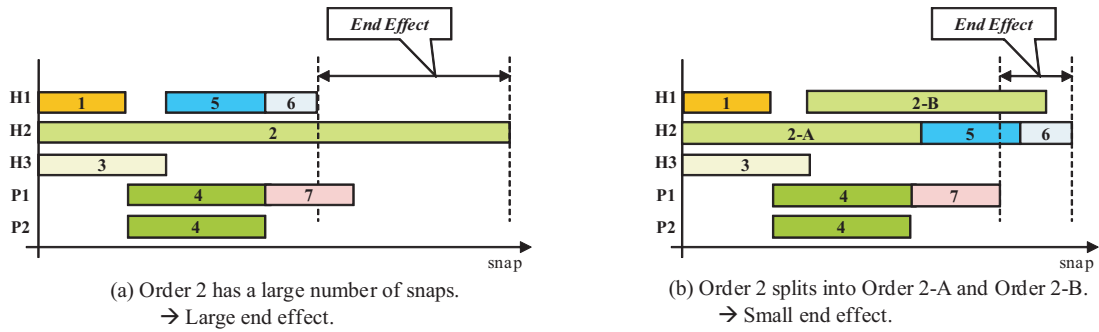 End Effect
H1 1 5 6
H2 2
H3 3
P1 4 7
P2 4
snap
(a) Order 2 has a large number of snaps.
→ Large end effect.
End Effect
H1 1 2-B
H2 2-A 5 6
H3 3
P1 4 7
P2 4
snap
(b) Order 2 splits into Order 2-A and Order 2-B.
→ Small end effect.